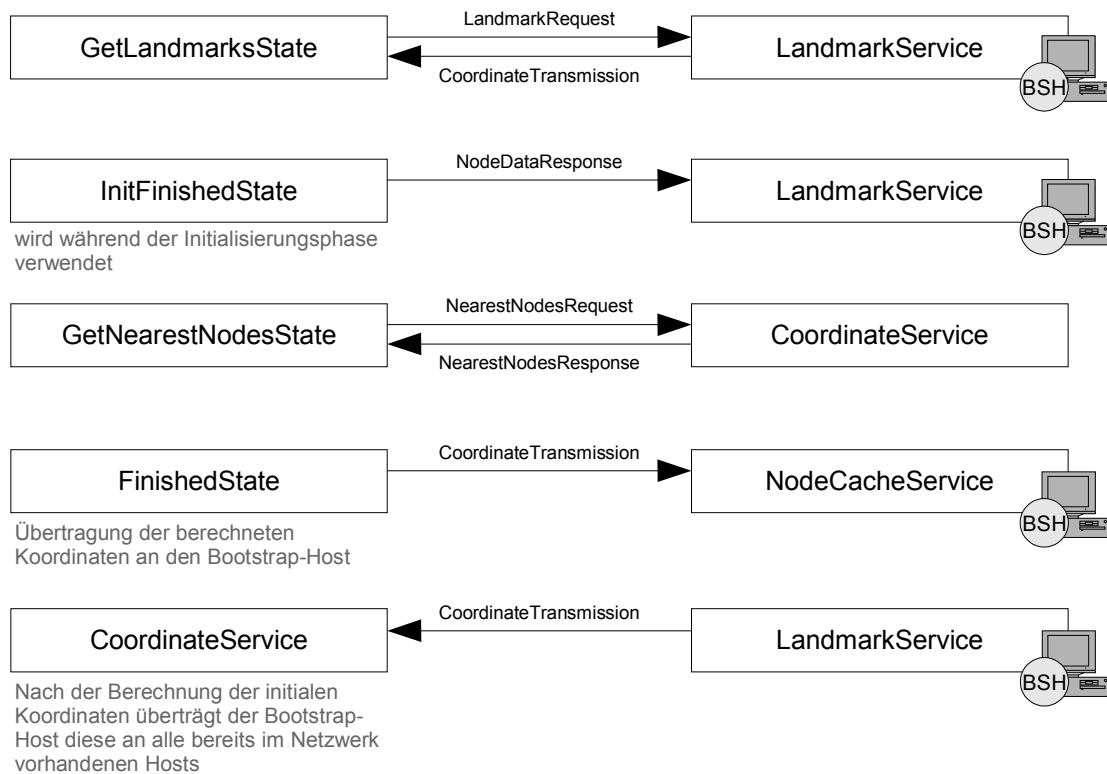 LandmarkRequest
GetLandmarksState
LandmarkService
CoordinateTransmission
BSH
NodeDataResponse
InitFinishedState
LandmarkService
BSH
wird während der Initialisierungsphase
verwendet
NearestNodesRequest
GetNearestNodesState
CoordinateService
NearestNodesResponse
CoordinateTransmission
FinishedState
NodeCacheService
BSH
Übertragung der berechneten
Koordinaten an den Bootstrap-Host
CoordinateTransmission
CoordinateService
LandmarkService
BSH
Nach der Berechnung der initialen
Koordinaten überträgt der Bootstrap-
Host diese an alle bereits im Netzwerk
vorhandenen Hosts